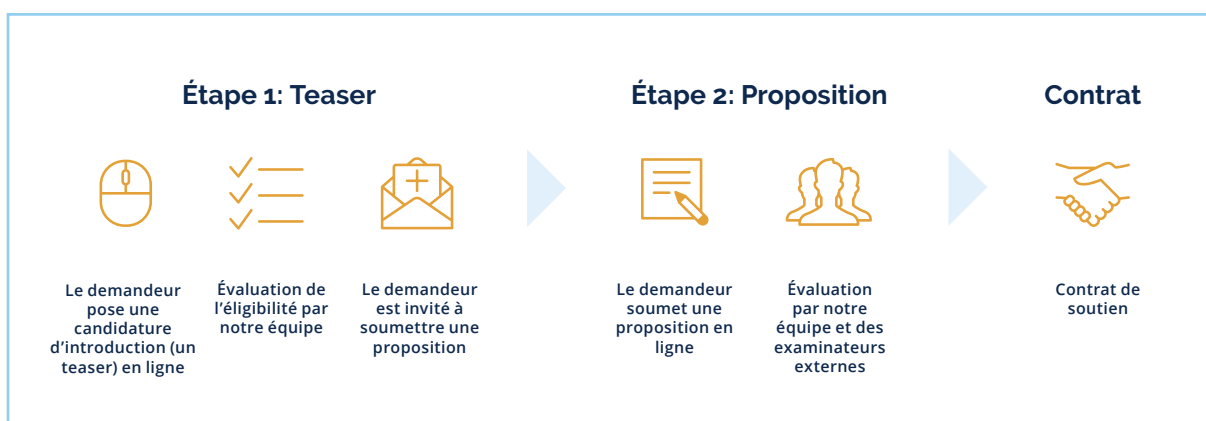 Étape 1: Teaser
Le demandeur
pose une
candidature
d’introduction (un
teaser) en ligne
Évaluation de
l’éligibilité par
notre équipe
Le demandeur
est invité à
soumettre une
proposition
Étape 2: Proposition
Le demandeur
soumet une
proposition en
ligne
Évaluation
par notre
équipe et des
examinateurs
externes
Contrat
Contrat de
soutien